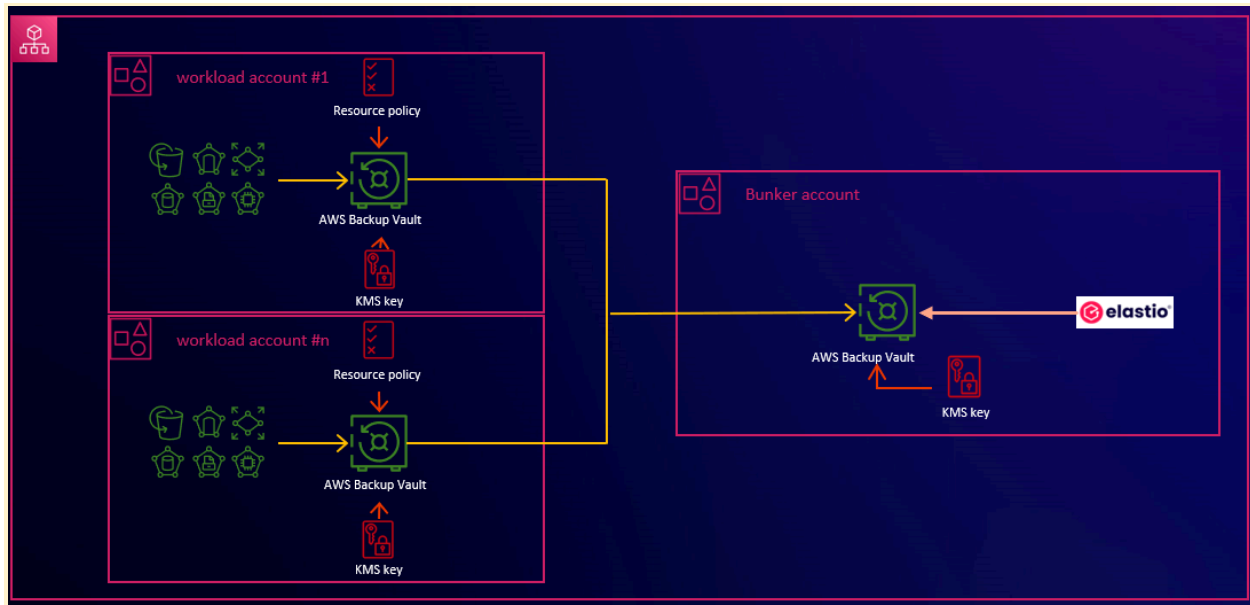 workload account #1
Resource policy
AWS Backup Vault
KMS key
workload account #n
Resource policy
AWS Backup Vault
KMS key
Bunker account
elastio
AWS Backup Vault
KMS key